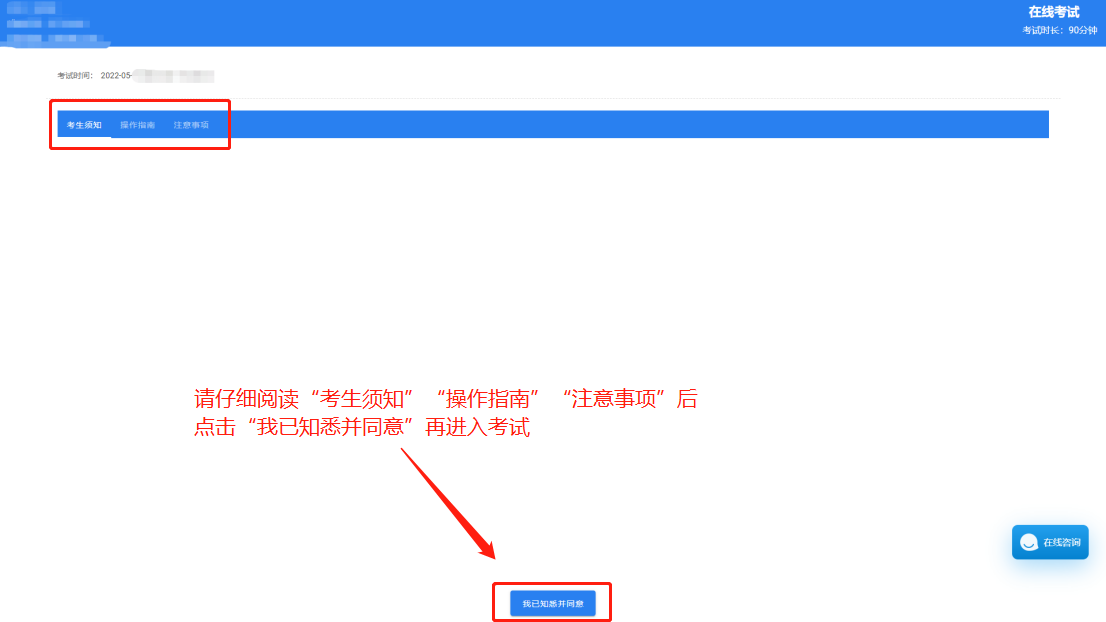 在线考试
考试时长：90分钟
考试时间： 2022-05-
考生须知 操作指南 注意事项
请仔细阅读“考生须知”“操作指南”“注意事项”后
点击“我已知悉并同意”再进入考试
在线咨询
我已知悉并同意